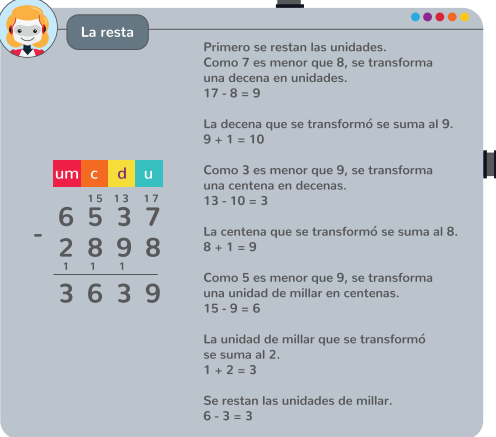 La resta
um c d u
15 13 17
6 5 3 7
- 2 8 9 8
1 1 1
3 6 3 9
Primero se restan las unidades.
Como 7 es menor que 8, se transforma
una decena en unidades.
17 - 8 = 9
La decena que se transformó se suma al 9.
9 + 1 = 10
Como 3 es menor que 9, se transforma
una centena en decenas.
13 - 10 = 3
La centena que se transformó se suma al 8.
8 + 1 = 9
Como 5 es menor que 9, se transforma
una unidad de millar en centenas.
15 - 9 = 6
La unidad de millar que se transformó
se suma al 2.
1 + 2 = 3
Se restan las unidades de millar.
6 - 3 = 3